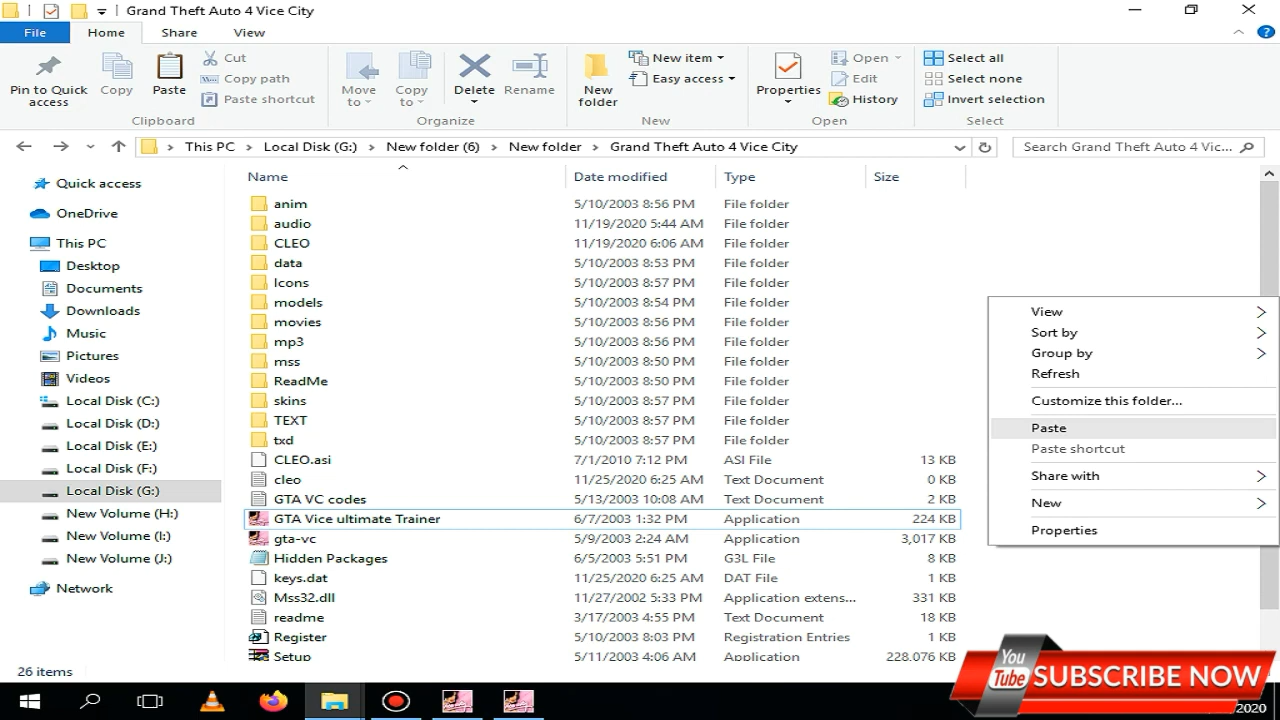 Grand Theft Auto 4 Vice City
File Home Share View
Pin to Quick access
Copy
Paste
Cut
Copy path
Paste shortcut
Move to
Copy to
Delete
Rename
New folder
New item
Easy access
Properties
Open
Edit
History
Select all
Select none
Invert selection
Clipboard Organize New Open Select
This PC Local Disk (G:) New folder (6) New folder Grand Theft Auto 4 Vice City
Search Grand Theft Auto 4 Vic...
Quick access
OneDrive
This PC
Desktop
Documents
Downloads
Music
Pictures
Videos
Local Disk (C:)
Local Disk (D:)
Local Disk (E:)
Local Disk (F:)
Local Disk (G:)
New Volume (H:)
New Volume (I:)
New Volume (J:)
Network
Name Date modified Type Size
anim 5/10/2003 8:56 PM File folder
audio 11/19/2020 5:44 AM File folder
CLEO 11/19/2020 6:06 AM File folder
data 5/10/2003 8:53 PM File folder
Icons 5/10/2003 8:57 PM File folder
models 5/10/2003 8:54 PM File folder
movies 5/10/2003 8:56 PM File folder
mp3 5/10/2003 8:56 PM File folder
mss 5/10/2003 8:50 PM File folder
ReadMe 5/10/2003 8:50 PM File folder
skins 5/10/2003 8:57 PM File folder
TEXT 5/10/2003 8:57 PM File folder
txd 5/10/2003 8:57 PM File folder
CLEO.asi 7/1/2010 7:12 PM ASI File 13 KB
cleo 11/25/2020 6:25 AM Text Document 0 KB
GTA VC codes 5/13/2003 10:08 AM Text Document 2 KB
GTA Vice ultimate Trainer 6/7/2003 1:32 PM Application 224 KB
gta-vc 5/9/2003 2:24 AM Application 3,017 KB
Hidden Packages 6/5/2003 5:51 PM G3L File 8 KB
keys.dat 11/25/2020 6:25 AM DAT File 1 KB
Mss32.dll 11/27/2002 5:33 PM Application extens... 331 KB
readme 3/17/2003 4:55 PM Text Document 18 KB
Register 5/10/2003 8:03 PM Registration Entries 1 KB
Setup 5/11/2003 4:06 AM Application 228,076 KB
View
Sort by
Group by
Refresh
Customize this folder...
Paste
Paste shortcut
Share with
New
Properties
26 items
You Tube SUBSCRIBE NOW
2020